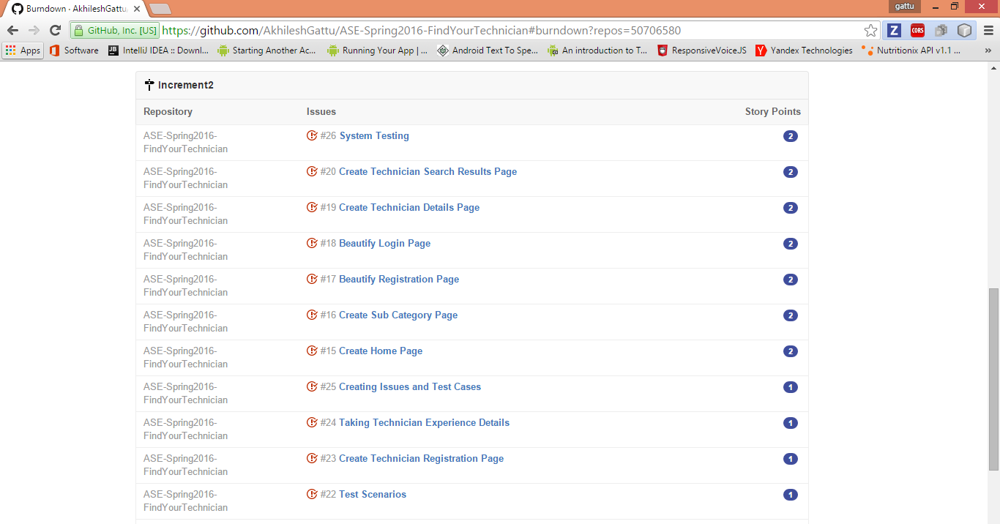 Burndown · AkhileshGattu
gattu
GitHub, Inc. [US] https://github.com/AkhileshGattu/ASE-Spring2016-FindYourTechnician#burndown?repos=50706580
Z CORS
Apps Software JB IntelliJ IDEA :: Downl... Starting Another Ac... Running Your App | ... Android Text To Spe... An introduction to T... ResponsiveVoiceJS Y Yandex Technologies Nutritionix API v1.1 ... »
Increment2
Repository Issues Story Points
ASE-Spring2016-
FindYourTechnician
#26 System Testing 2
ASE-Spring2016-
FindYourTechnician
#20 Create Technician Search Results Page 2
ASE-Spring2016-
FindYourTechnician
#19 Create Technician Details Page 2
ASE-Spring2016-
FindYourTechnician
#18 Beautify Login Page 2
ASE-Spring2016-
FindYourTechnician
#17 Beautify Registration Page 2
ASE-Spring2016-
FindYourTechnician
#16 Create Sub Category Page 2
ASE-Spring2016-
FindYourTechnician
#15 Create Home Page 2
ASE-Spring2016-
FindYourTechnician
#25 Creating Issues and Test Cases 1
ASE-Spring2016-
FindYourTechnician
#24 Taking Technician Experience Details 1
ASE-Spring2016-
FindYourTechnician
#23 Create Technician Registration Page 1
ASE-Spring2016-
FindYourTechnician
#22 Test Scenarios 1